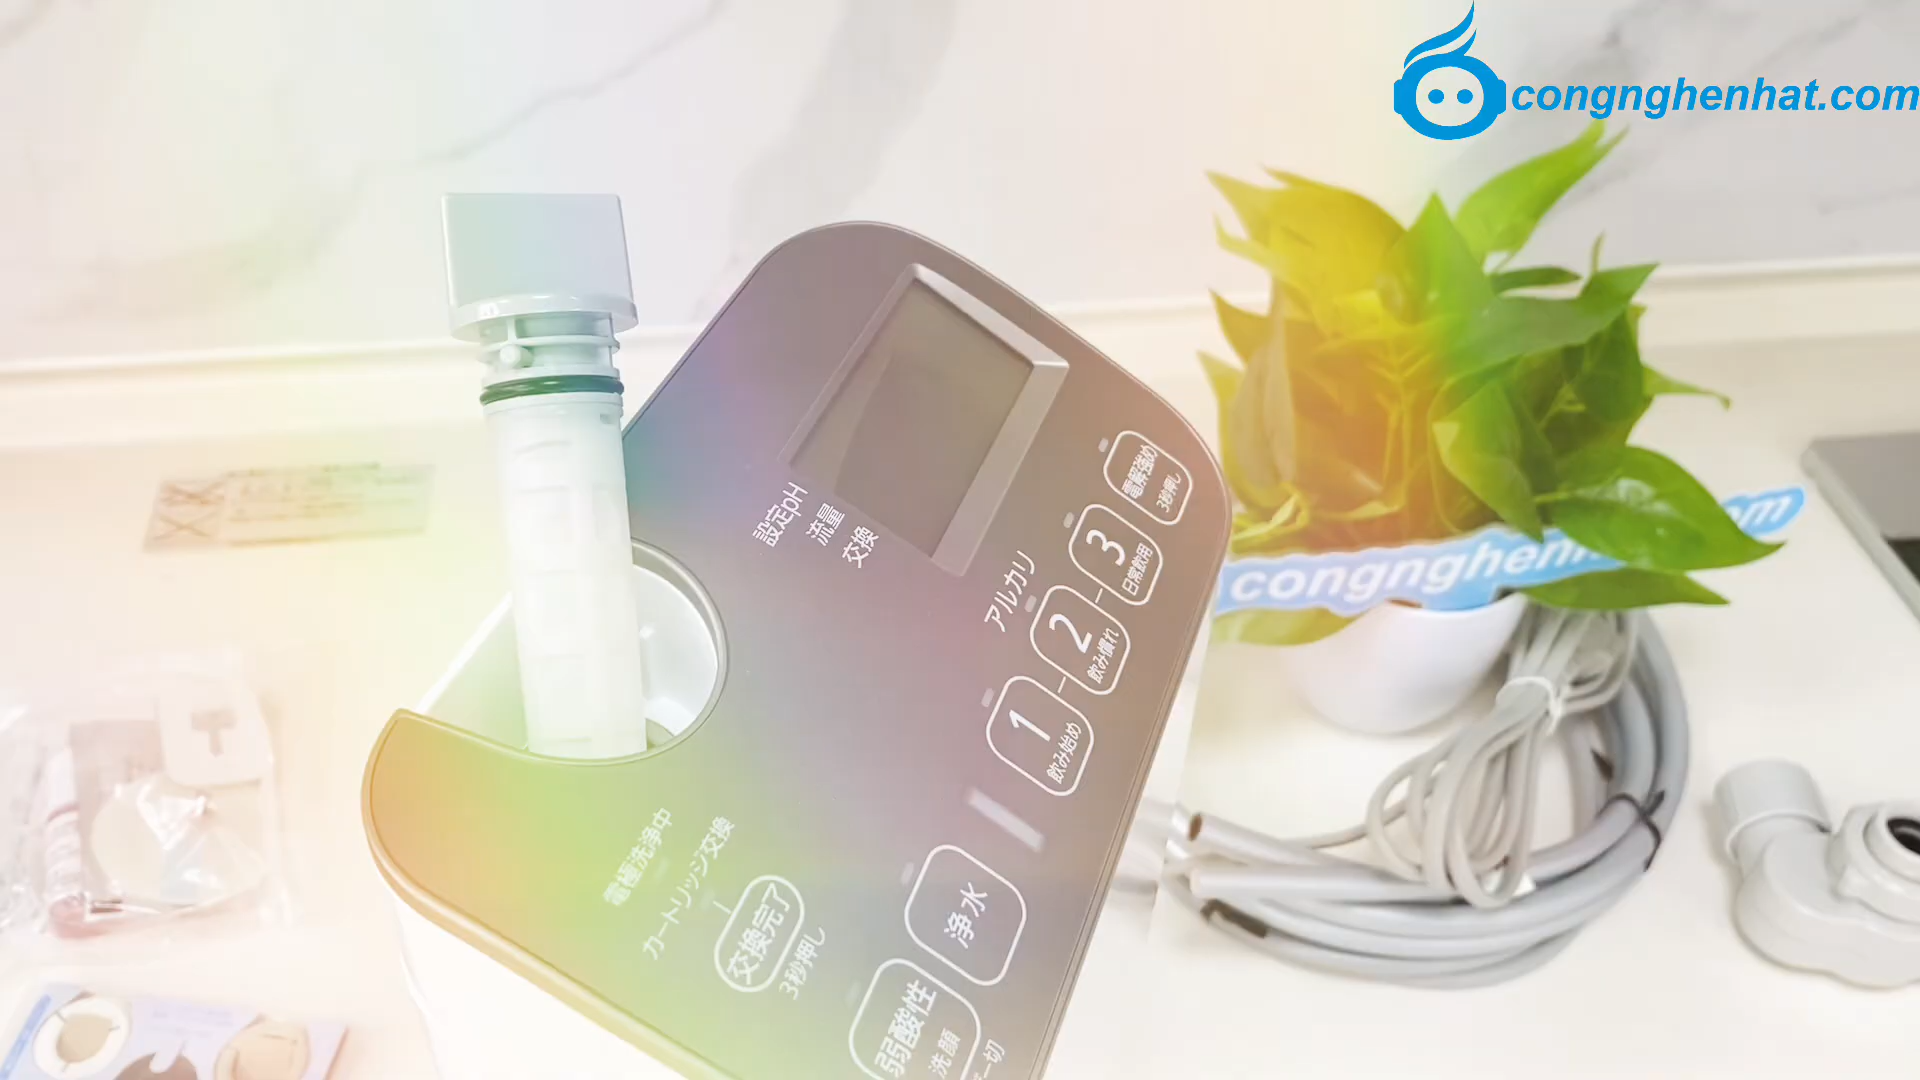 congnghenhat.com
設定pH
流量
交換
電解強め
3秒押し
アルカリ
3
日常飲用
2
飲み慣れ
1
飲み始め
電極洗浄中
カートリッジ交換
交換完了
3秒押し
浄水
弱酸性
洗顔